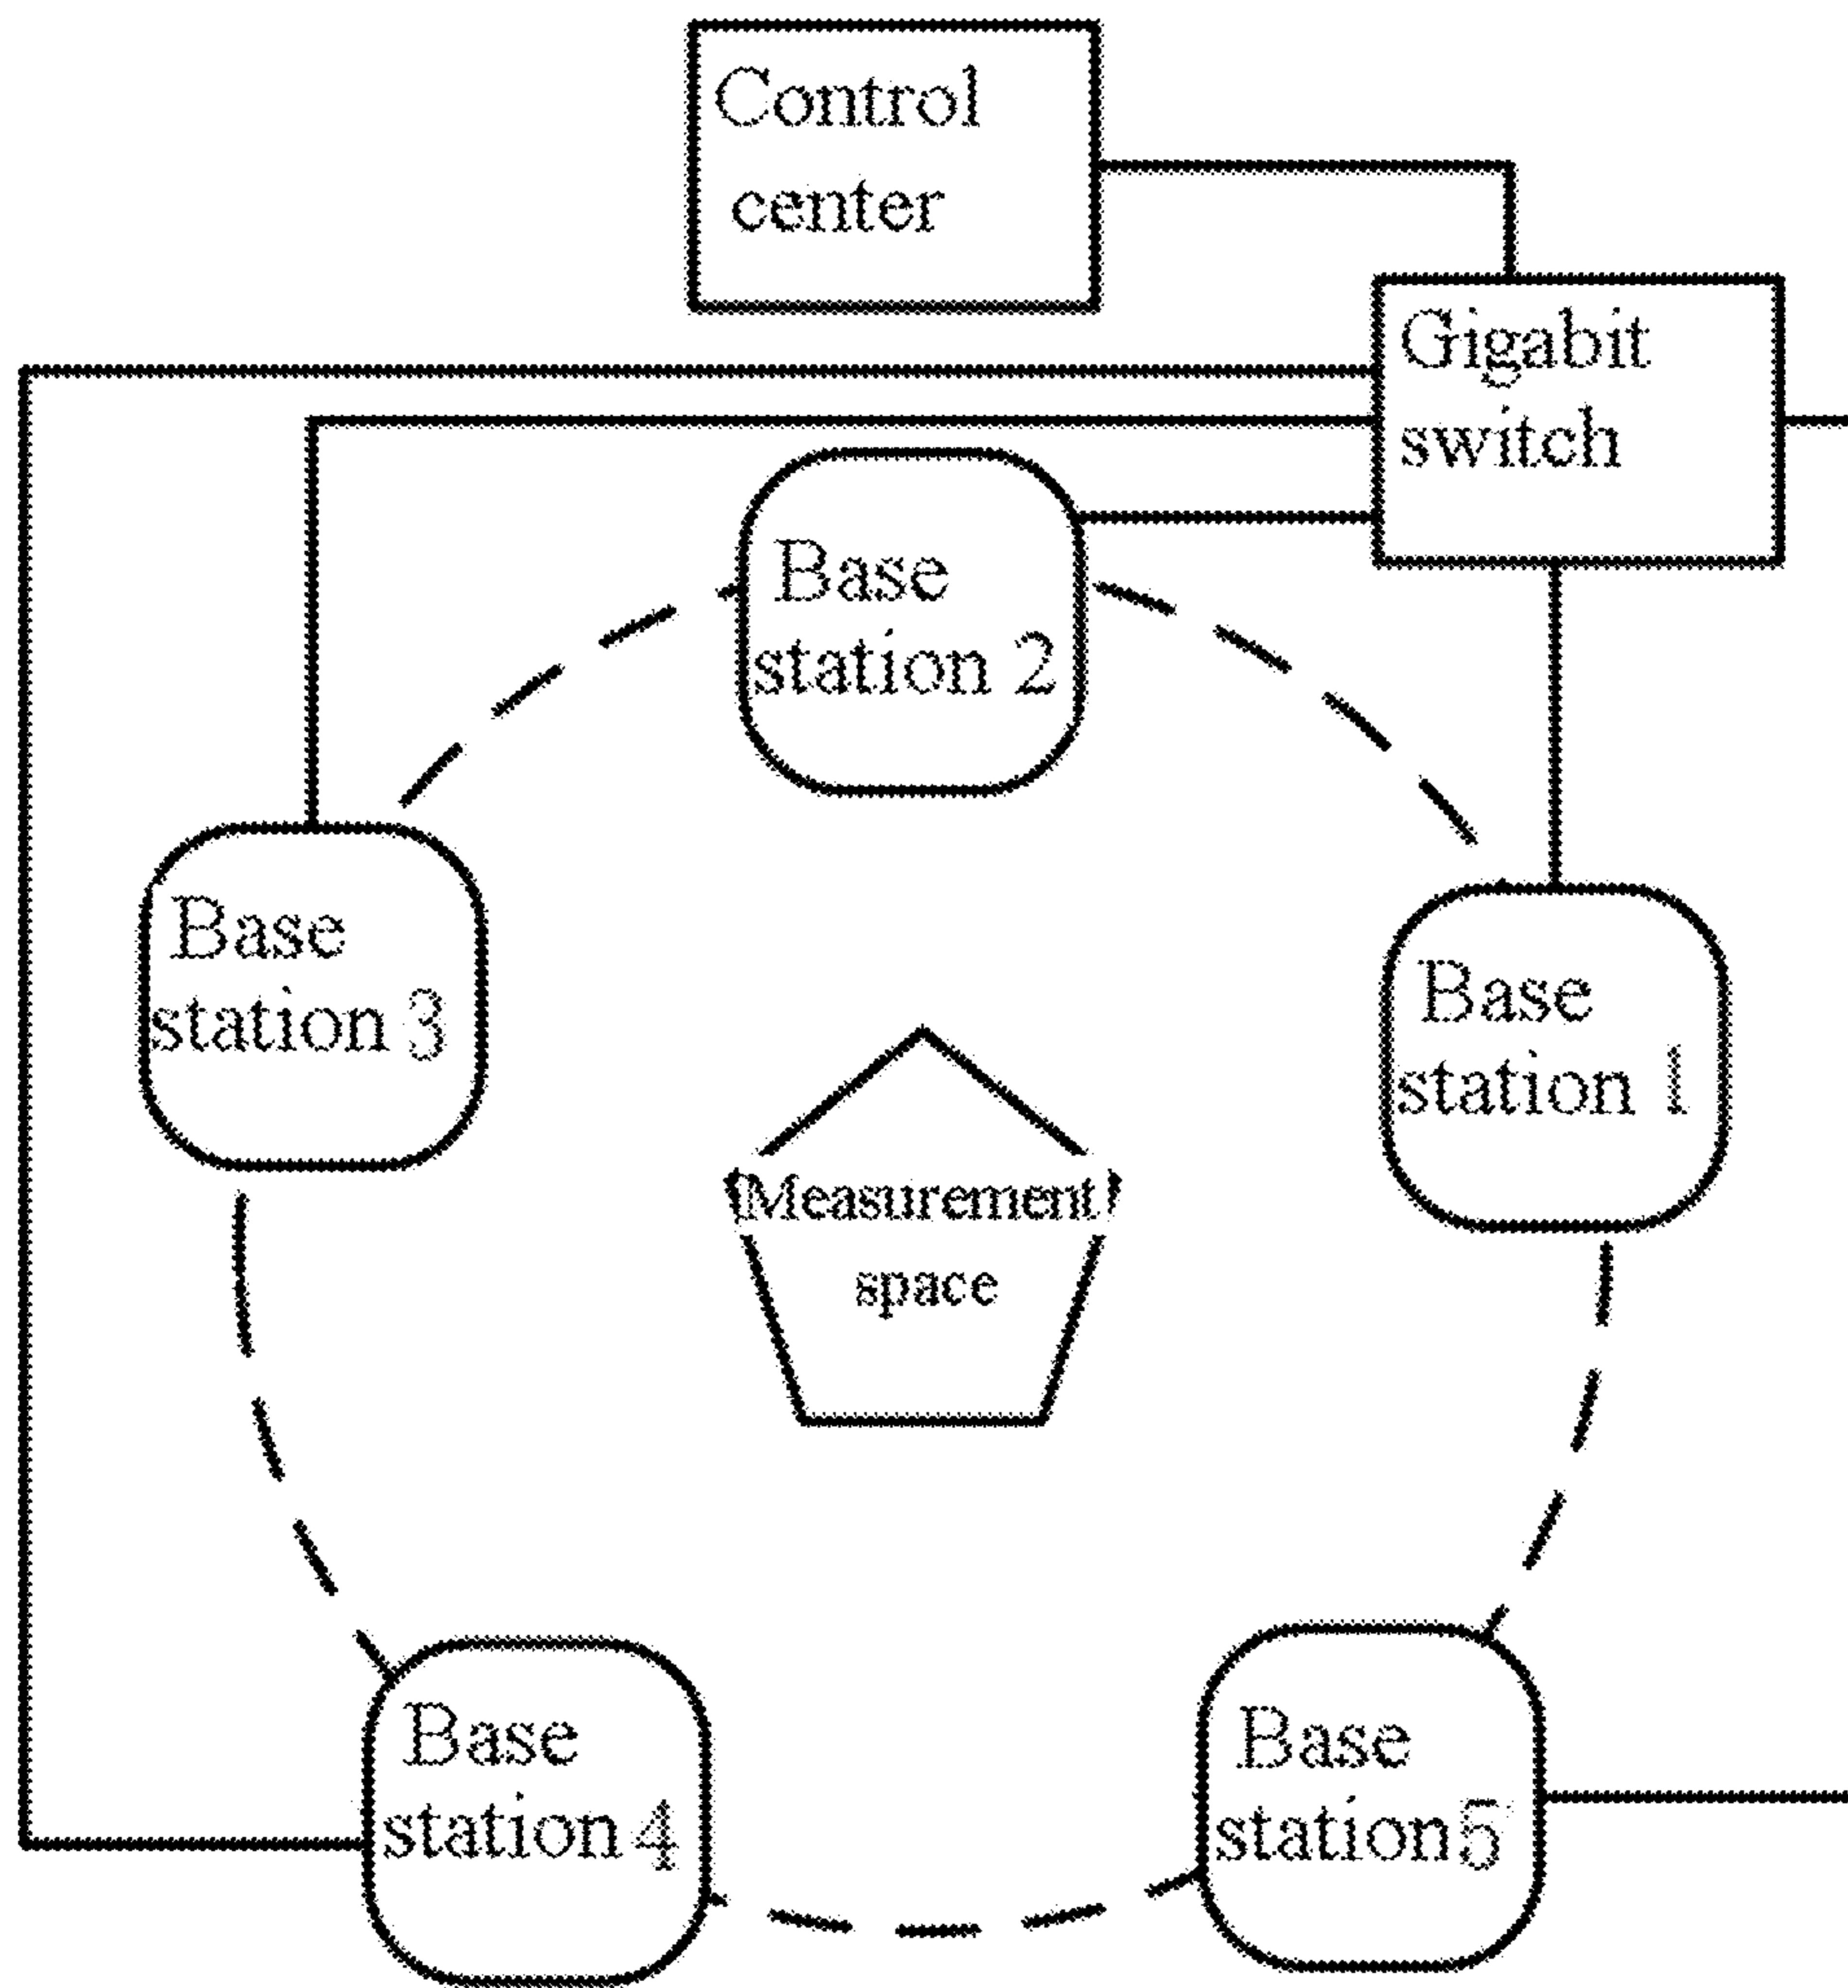 Control
center
Gigabit
switch
Base
station 2
Base
station 3
Base
station 1
Measurement
space
Base
station 4
Base
station 5